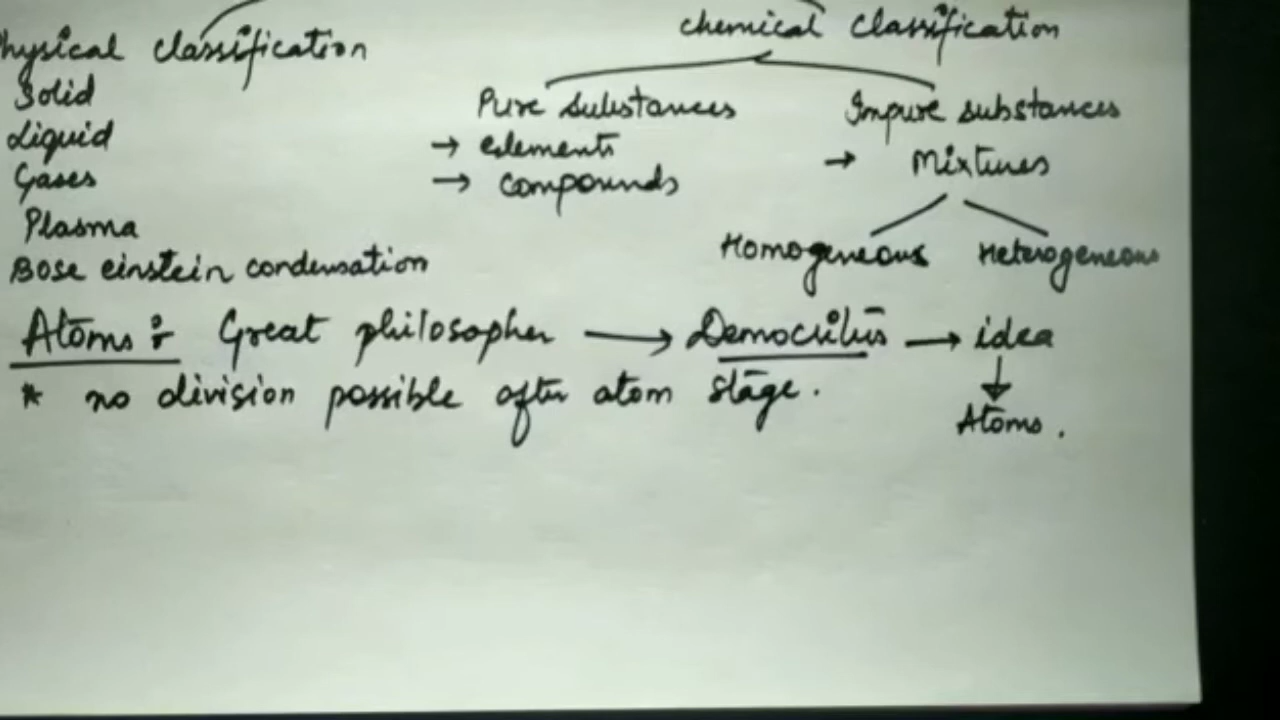 Physical classification
chemical classification
Solid
Liquid
Gases
Plasma
Bose einstein condensation
Pure substances
→ elements
→ compounds
Impure substances
→ Mixtures
Homogeneous Heterogeneous
Atoms :- Great philosopher → Democritus → idea
↓
Atoms.
* no division possible after atom stage.